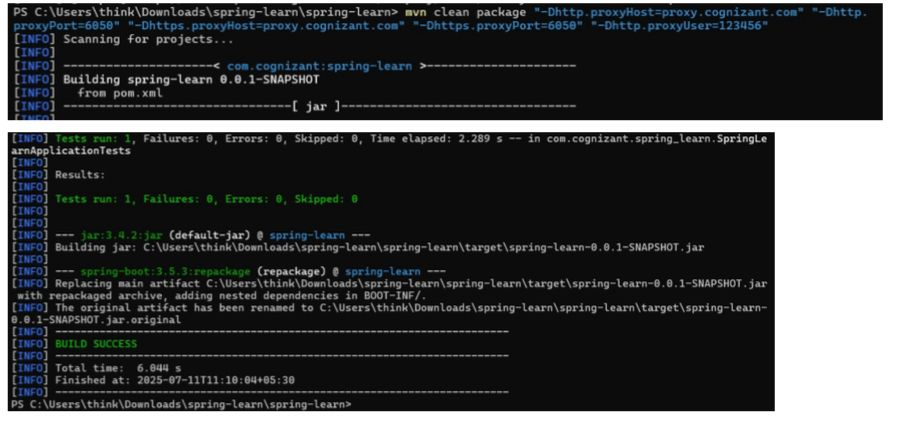 PS C:\Users\think\Downloads\spring-learn\spring-learn> mvn clean package "-Dhttp.proxyHost=proxy.cognizant.com" "-Dhttp.
proxyPort=6050" "-Dhttps.proxyHost=proxy.cognizant.com" "-Dhttps.proxyPort=6050" "-Dhttp.proxyUser=123456"
[INFO] Scanning for projects...
[INFO]
[INFO] ---------------------< com.cognizant:spring-learn >---------------------
[INFO] Building spring-learn 0.0.1-SNAPSHOT
[INFO]   from pom.xml
[INFO] --------------------------------[ jar ]---------------------------------
[INFO]
[INFO] Tests run: 1, Failures: 0, Errors: 0, Skipped: 0, Time elapsed: 2.289 s -- in com.cognizant.spring_learn.SpringLe
arnApplicationTests
[INFO]
[INFO] Results:
[INFO]
[INFO] Tests run: 1, Failures: 0, Errors: 0, Skipped: 0
[INFO]
[INFO]
[INFO] --- jar:3.4.2:jar (default-jar) @ spring-learn ---
[INFO] Building jar: C:\Users\think\Downloads\spring-learn\spring-learn\target\spring-learn-0.0.1-SNAPSHOT.jar
[INFO]
[INFO] --- spring-boot:3.5.3:repackage (repackage) @ spring-learn ---
[INFO] Replacing main artifact C:\Users\think\Downloads\spring-learn\spring-learn\target\spring-learn-0.0.1-SNAPSHOT.jar
 with repackaged archive, adding nested dependencies in BOOT-INF/.
[INFO] The original artifact has been renamed to C:\Users\think\Downloads\spring-learn\spring-learn\target\spring-learn-
0.0.1-SNAPSHOT.jar.original
[INFO] ------------------------------------------------------------------------
[INFO] BUILD SUCCESS
[INFO] ------------------------------------------------------------------------
[INFO] Total time:  6.044 s
[INFO] Finished at: 2025-07-11T11:10:04+05:30
[INFO] ------------------------------------------------------------------------
PS C:\Users\think\Downloads\spring-learn\spring-learn>